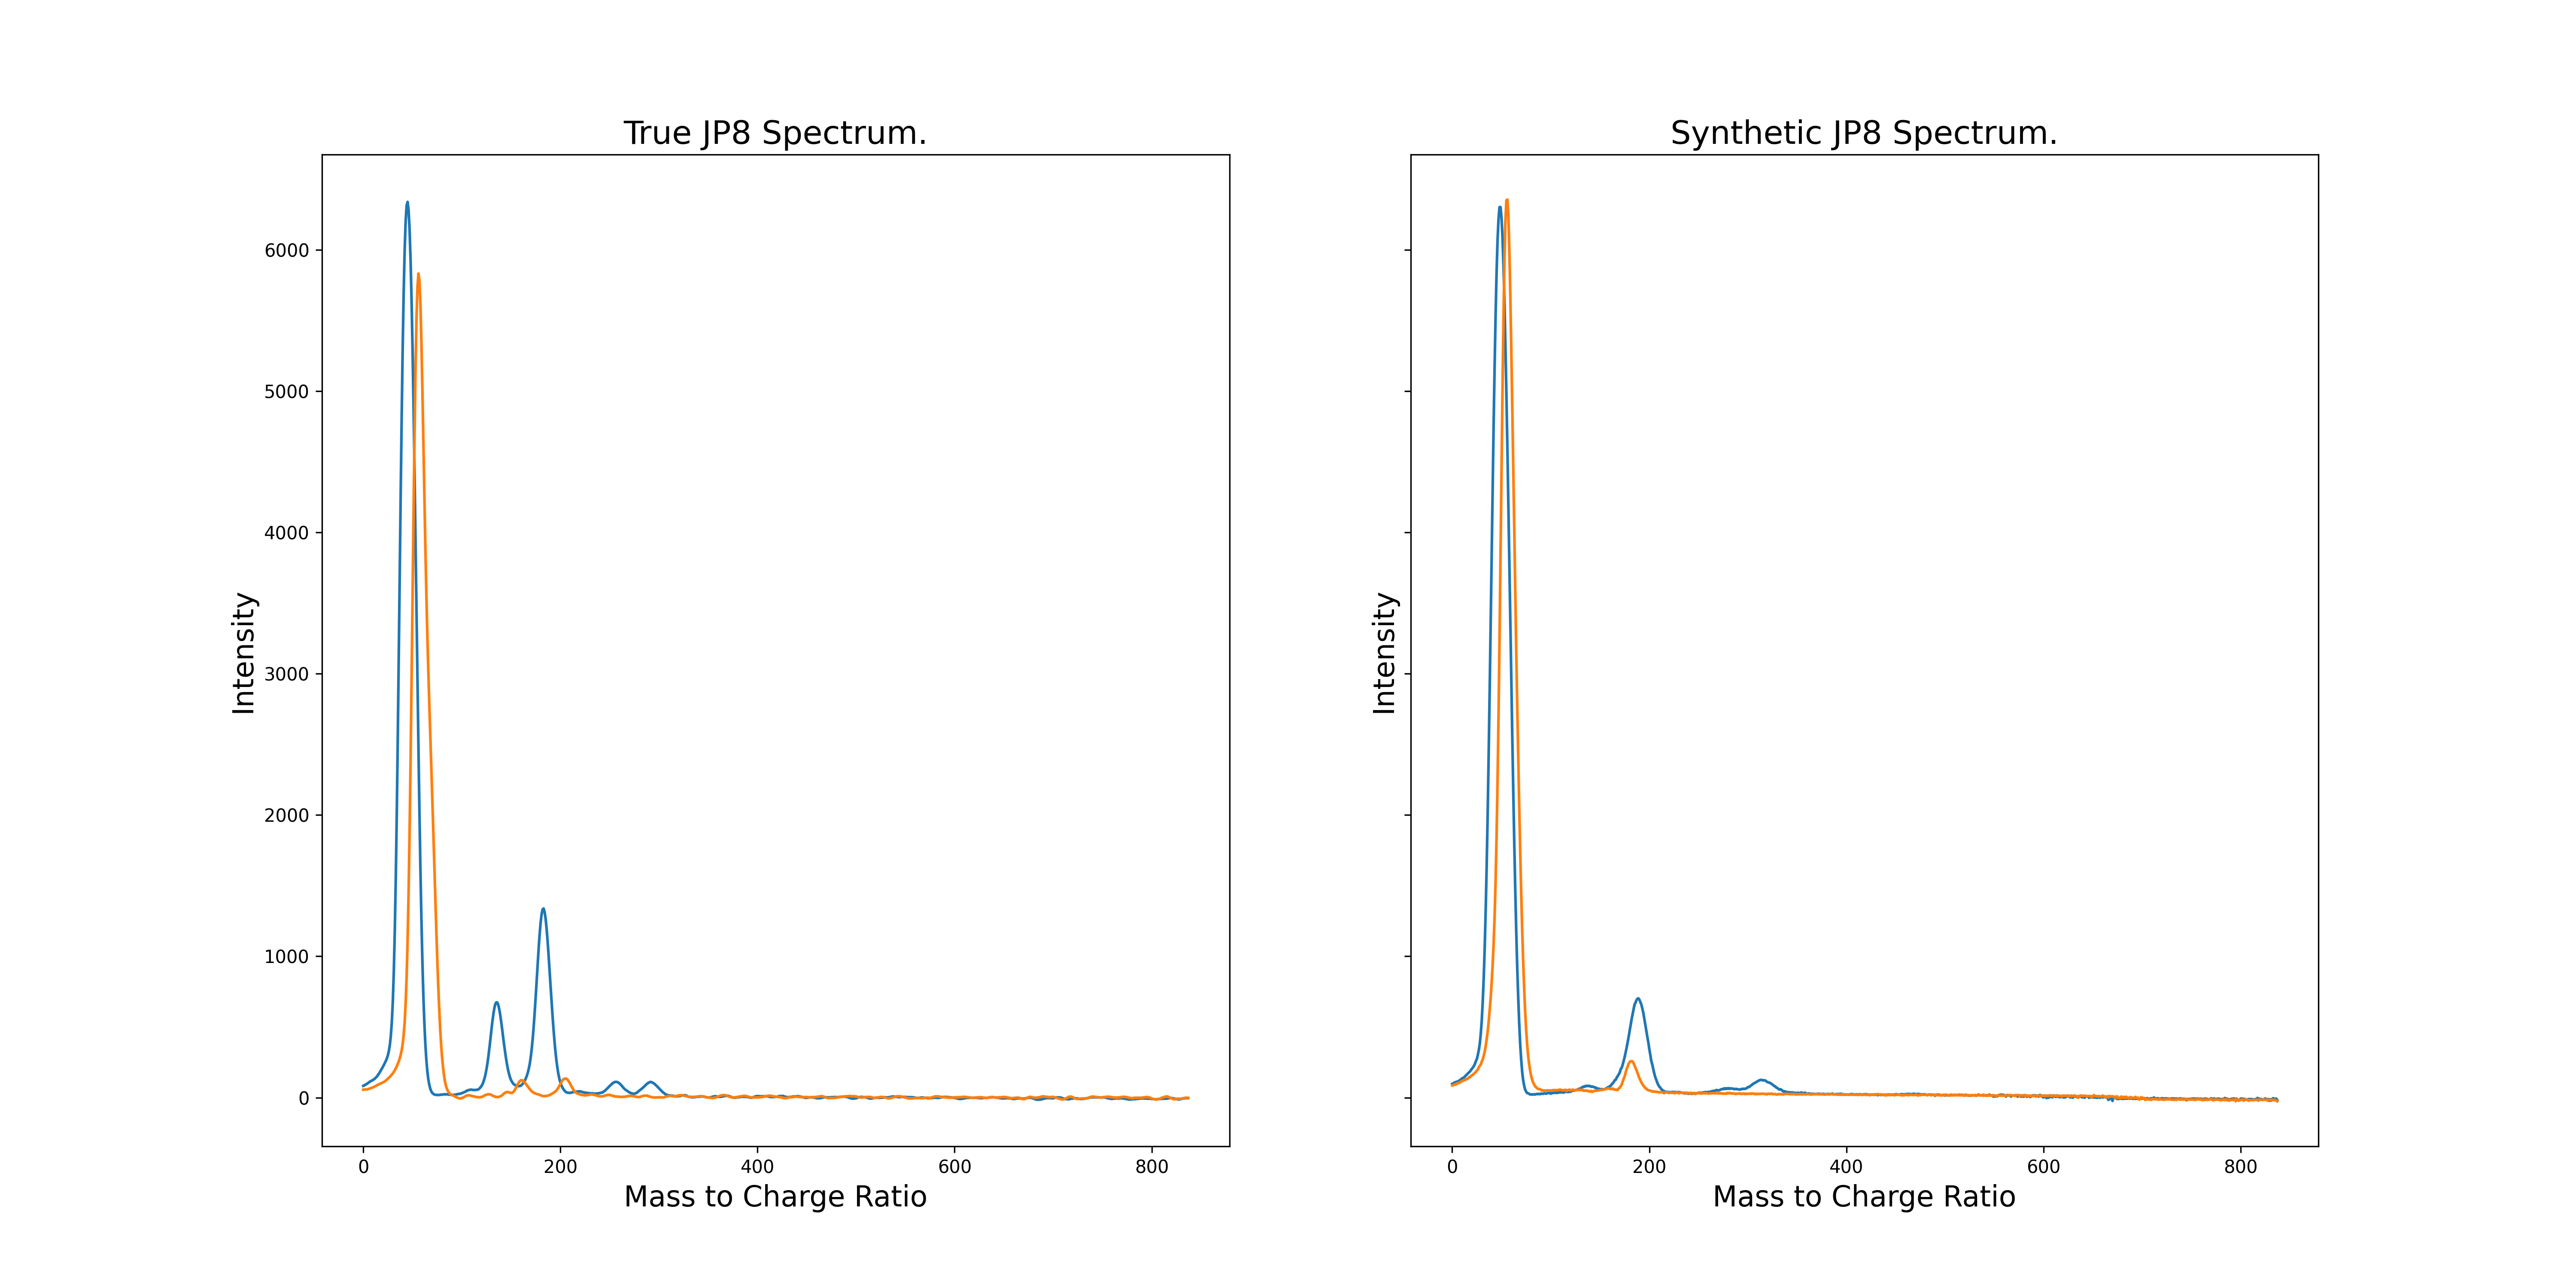 True JP8 Spectrum.
Intensity
6000
5000
4000
3000
2000
1000
0
0 200 400 600 800
Mass to Charge Ratio
Synthetic JP8 Spectrum.
Intensity
0 200 400 600 800
Mass to Charge Ratio